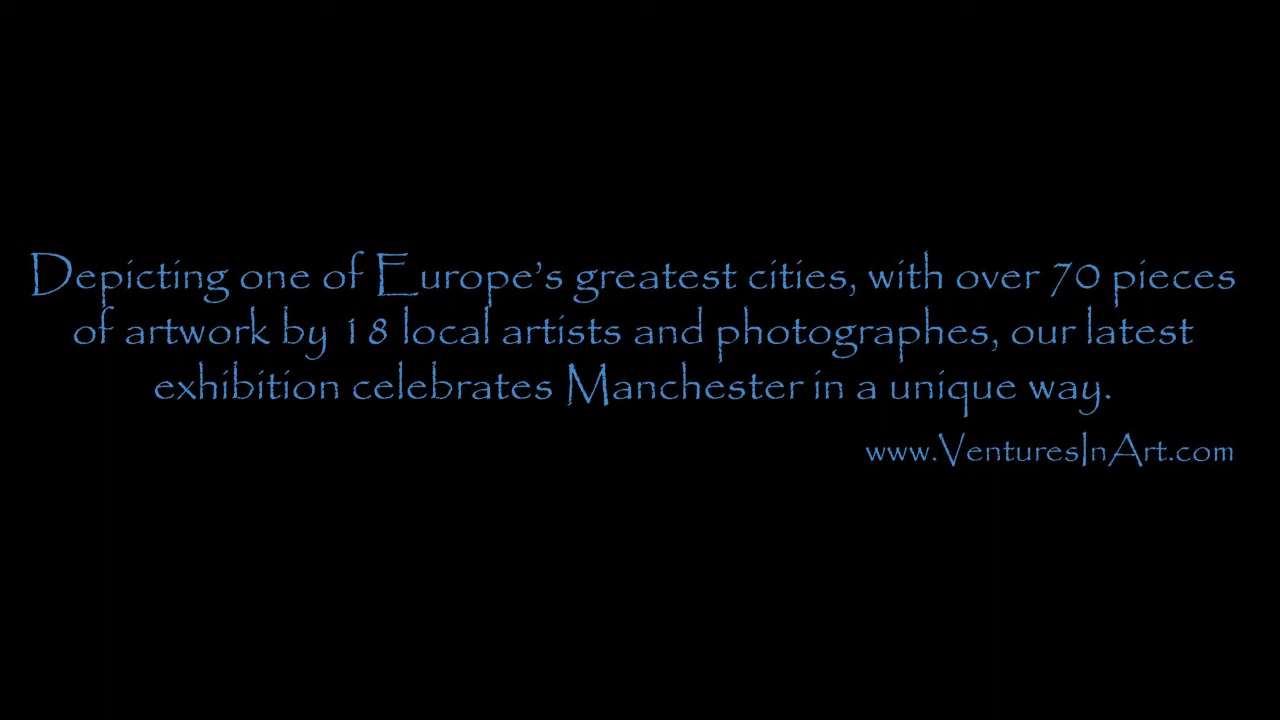 Depicting one of Europe's greatest cities, with over 70 pieces
of artwork by 18 local artists and photographes, our latest
exhibition celebrates Manchester in a unique way.
www.VenturesInArt.com